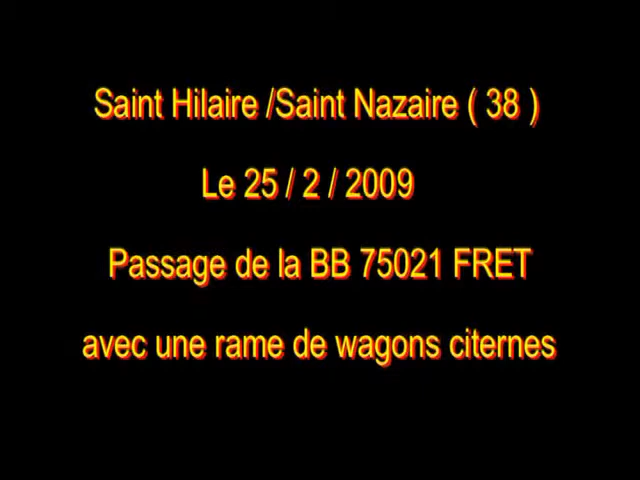 Saint Hilaire /Saint Nazaire ( 38 )
Le 25 / 2 / 2009
Passage de la BB 75021 FRET
avec une rame de wagons citernes